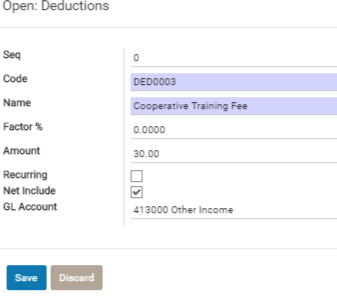 Open: Deductions
Seq 0
Code DED0003
Name Cooperative Training Fee
Factor % 0.0000
Amount 30.00
Recurring
Net Include
GL Account 413000 Other Income
Save Discard